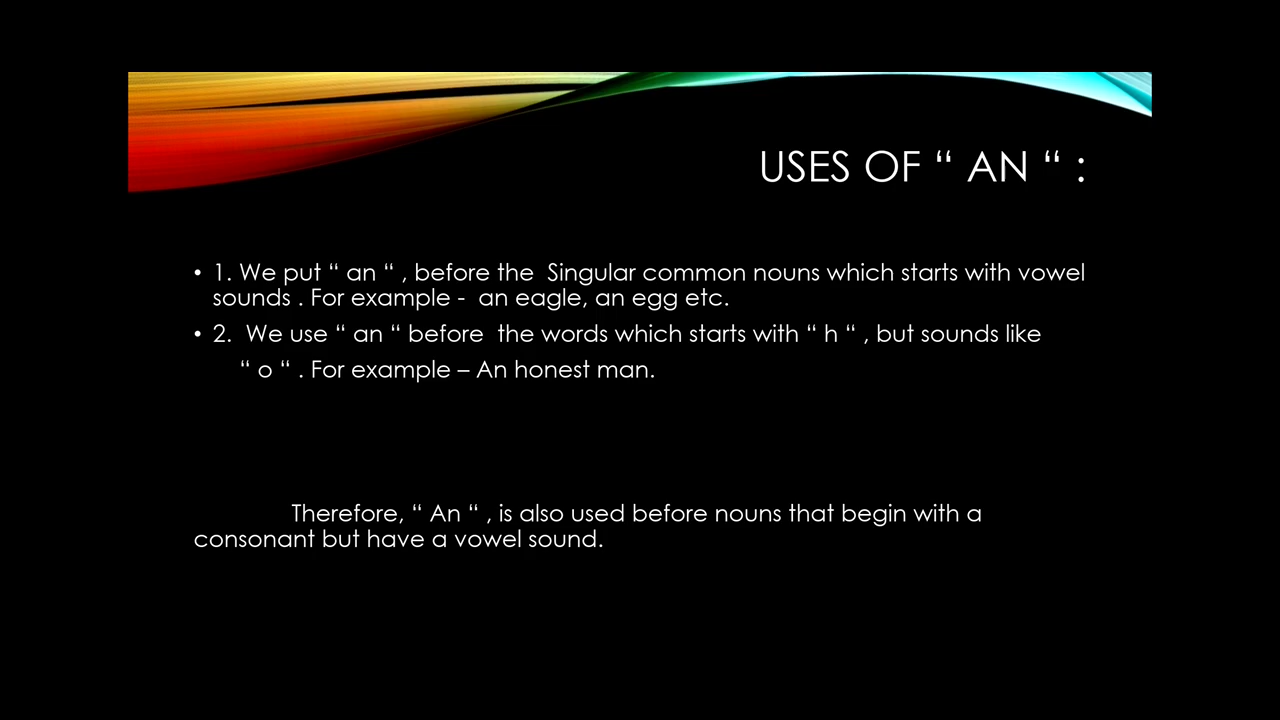 USES OF “ AN “ :
• 1. We put “ an “ , before the  Singular common nouns which starts with vowel
sounds . For example -  an eagle, an egg etc.
• 2.  We use “ an “ before  the words which starts with “ h “ , but sounds like
“ o “ . For example – An honest man.
Therefore, “ An “ , is also used before nouns that begin with a
consonant but have a vowel sound.